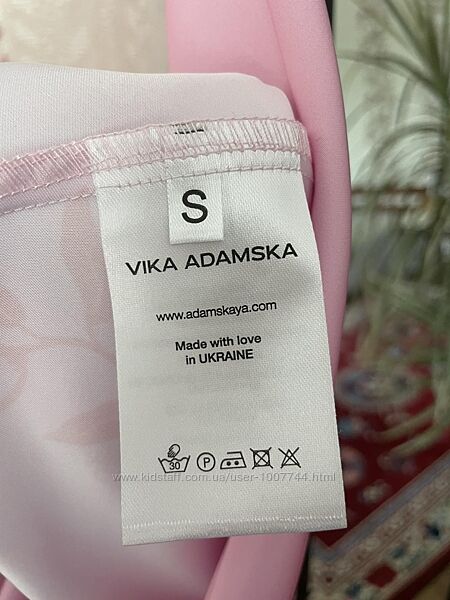 S
VIKA ADAMSKA
www.adamskaya.com
Made with love
in UKRAINE
30 P
www.kidstaff.com.ua/user-1007744.html